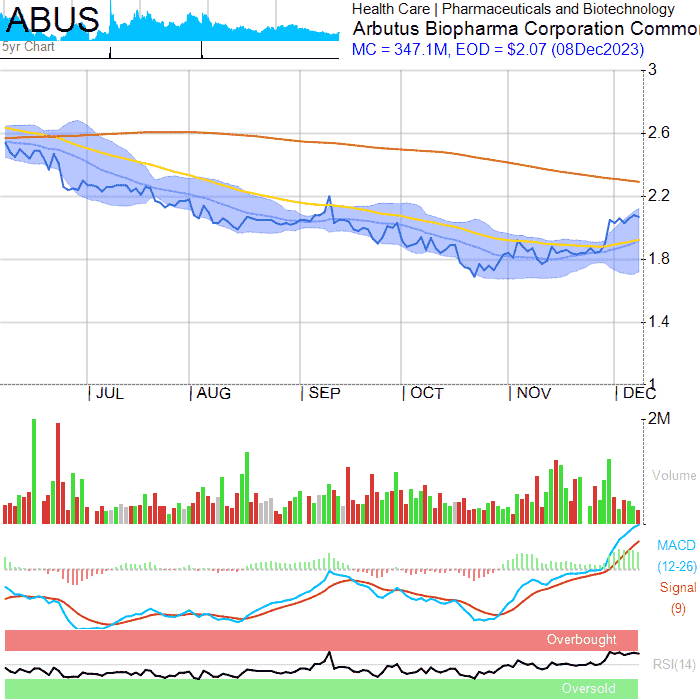 ABUS
5yr Chart
Health Care | Pharmaceuticals and Biotechnology
Arbutus Biopharma Corporation Common
MC = 347.1M, EOD = $2.07 (08Dec2023)
3
2.6
2.2
1.8
1.4
1
JUL AUG SEP OCT NOV DEC
2M
Volume
MACD
(12-26)
Signal
(9)
Overbought
RSI(14)
Oversold